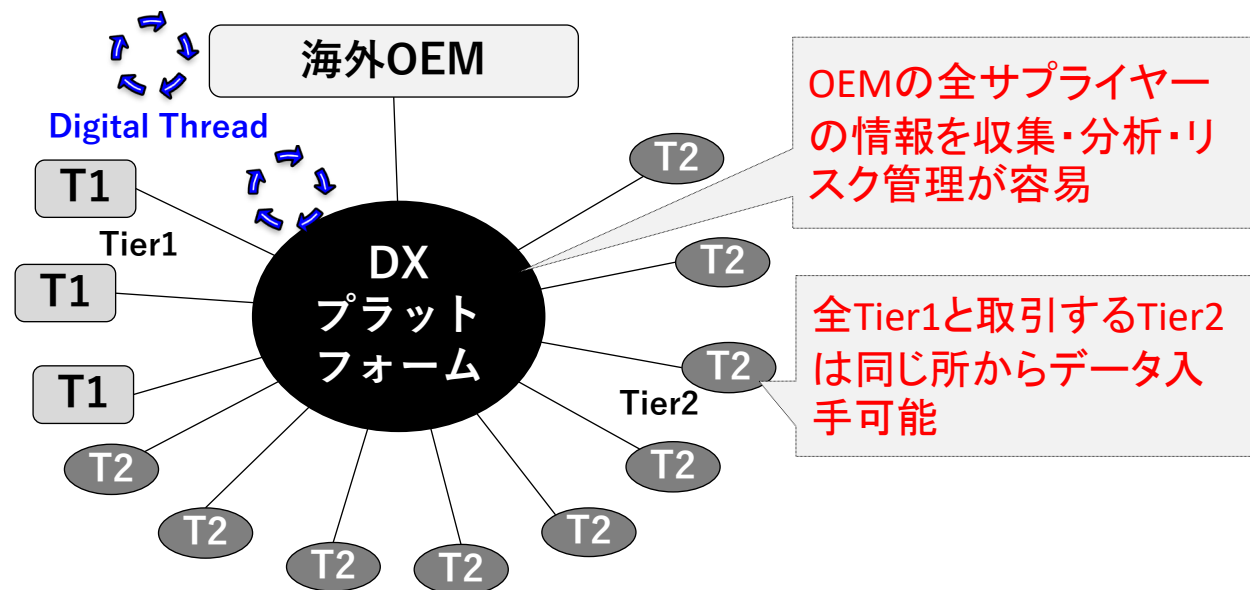 海外OEM
Digital Thread
OEMの全サプライヤー
の情報を収集・分析・リ
スク管理が容易
T2
T1
Tier1
T2
DX
プラット
フォーム
T1
全Tier1と取引するTier2
は同じ所からデータ入
手可能
T2
T1
Tier2
T2
T2
T2
T2
T2
T2